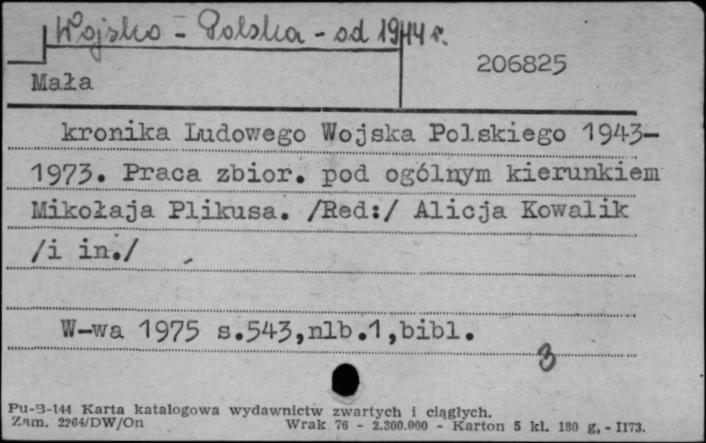 Wojsko - Polska - od 1944 r.
206825
Mała
kronika Ludowego Wojska Polskiego 1943-
1973. Praca zbior. pod ogólnym kierunkiem
Mikołaja Plikusa. /Red:/ Alicja Kowalik
/i in./
W-wa 1975 s.543,nlb.1,bibl.
3
Pu-B-144 Karta katalogowa wydawnictw zwartych i ciągłych.
Zam. 2264/DW/On Wrak 76 - 2.300.000 - Karton 5 kl. 180 g. - II73.